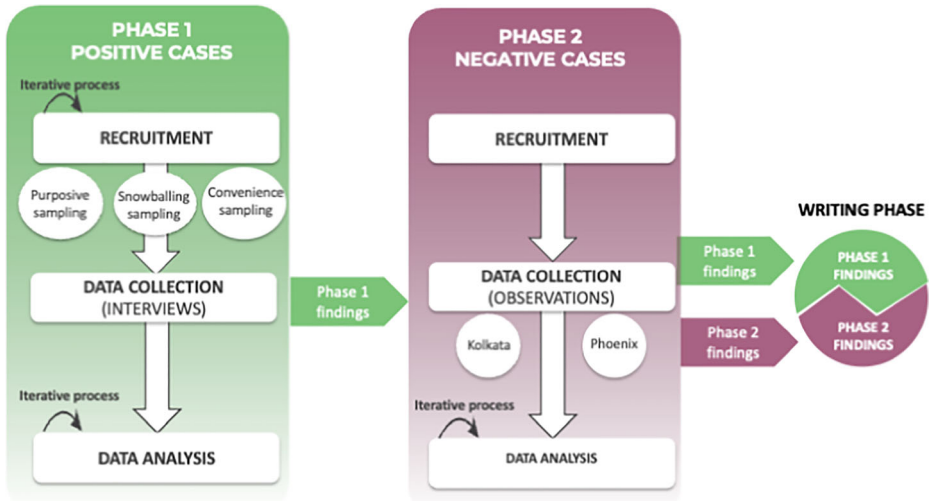 PHASE 1
POSITIVE CASES
Iterative process
RECRUITMENT
Purposive
sampling
Snowballing
sampling
Convenience
sampling
DATA COLLECTION
(INTERVIEWS)
Iterative process
DATA ANALYSIS
Phase 1
findings
PHASE 2
NEGATIVE CASES
RECRUITMENT
DATA COLLECTION
(OBSERVATIONS)
Kolkata
Phoenix
Iterative process
DATA ANALYSIS
Phase 1
findings
Phase 2
findings
WRITING PHASE
PHASE 1
FINDINGS
PHASE 2
FINDINGS